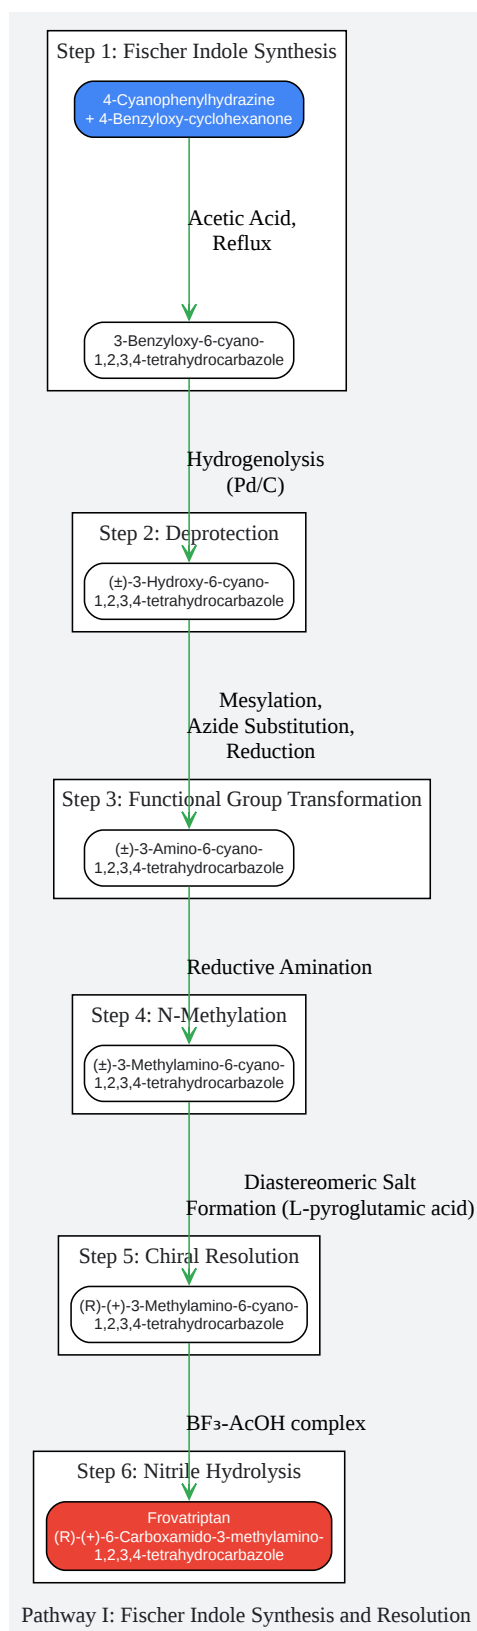 Step 1: Fischer Indole Synthesis
4-Cyanophenylhydrazine
+ 4-Benzyloxy-cyclohexanone
Acetic Acid,
Reflux
3-Benzyloxy-6-cyano-
1,2,3,4-tetrahydrocarbazole
Hydrogenolysis
(Pd/C)
Step 2: Deprotection
(±)-3-Hydroxy-6-cyano-
1,2,3,4-tetrahydrocarbazole
Mesylation,
Azide Substitution,
Reduction
Step 3: Functional Group Transformation
(±)-3-Amino-6-cyano-
1,2,3,4-tetrahydrocarbazole
Reductive Amination
Step 4: N-Methylation
(±)-3-Methylamino-6-cyano-
1,2,3,4-tetrahydrocarbazole
Diastereomeric Salt
Formation (L-pyroglutamic acid)
Step 5: Chiral Resolution
(R)-(+)-3-Methylamino-6-cyano-
1,2,3,4-tetrahydrocarbazole
BF₃-AcOH complex
Step 6: Nitrile Hydrolysis
Frovatriptan
(R)-(+)-6-Carboxamido-3-methylamino-
1,2,3,4-tetrahydrocarbazole
Pathway I: Fischer Indole Synthesis and Resolution